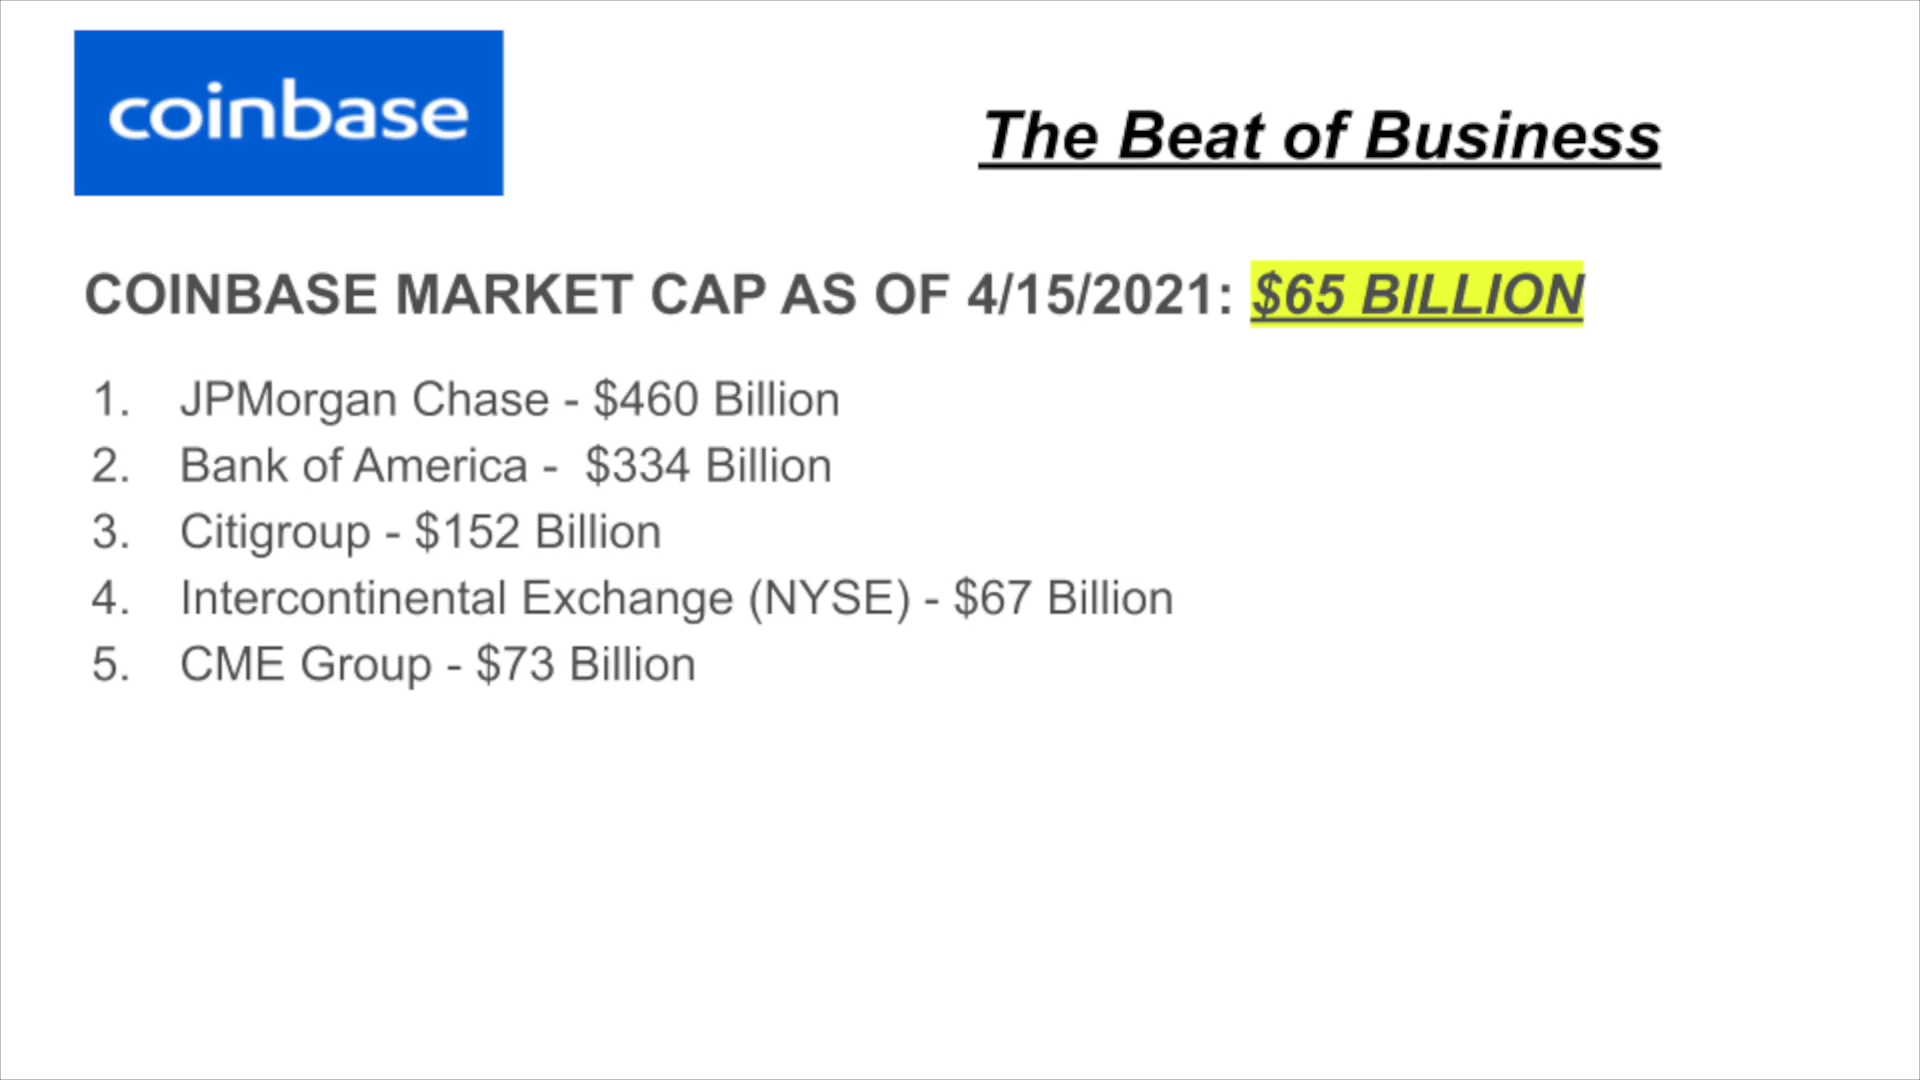 coinbase
The Beat of Business
COINBASE MARKET CAP AS OF 4/15/2021: $65 BILLION
1. JPMorgan Chase - $460 Billion
2. Bank of America -  $334 Billion
3. Citigroup - $152 Billion
4. Intercontinental Exchange (NYSE) - $67 Billion
5. CME Group - $73 Billion